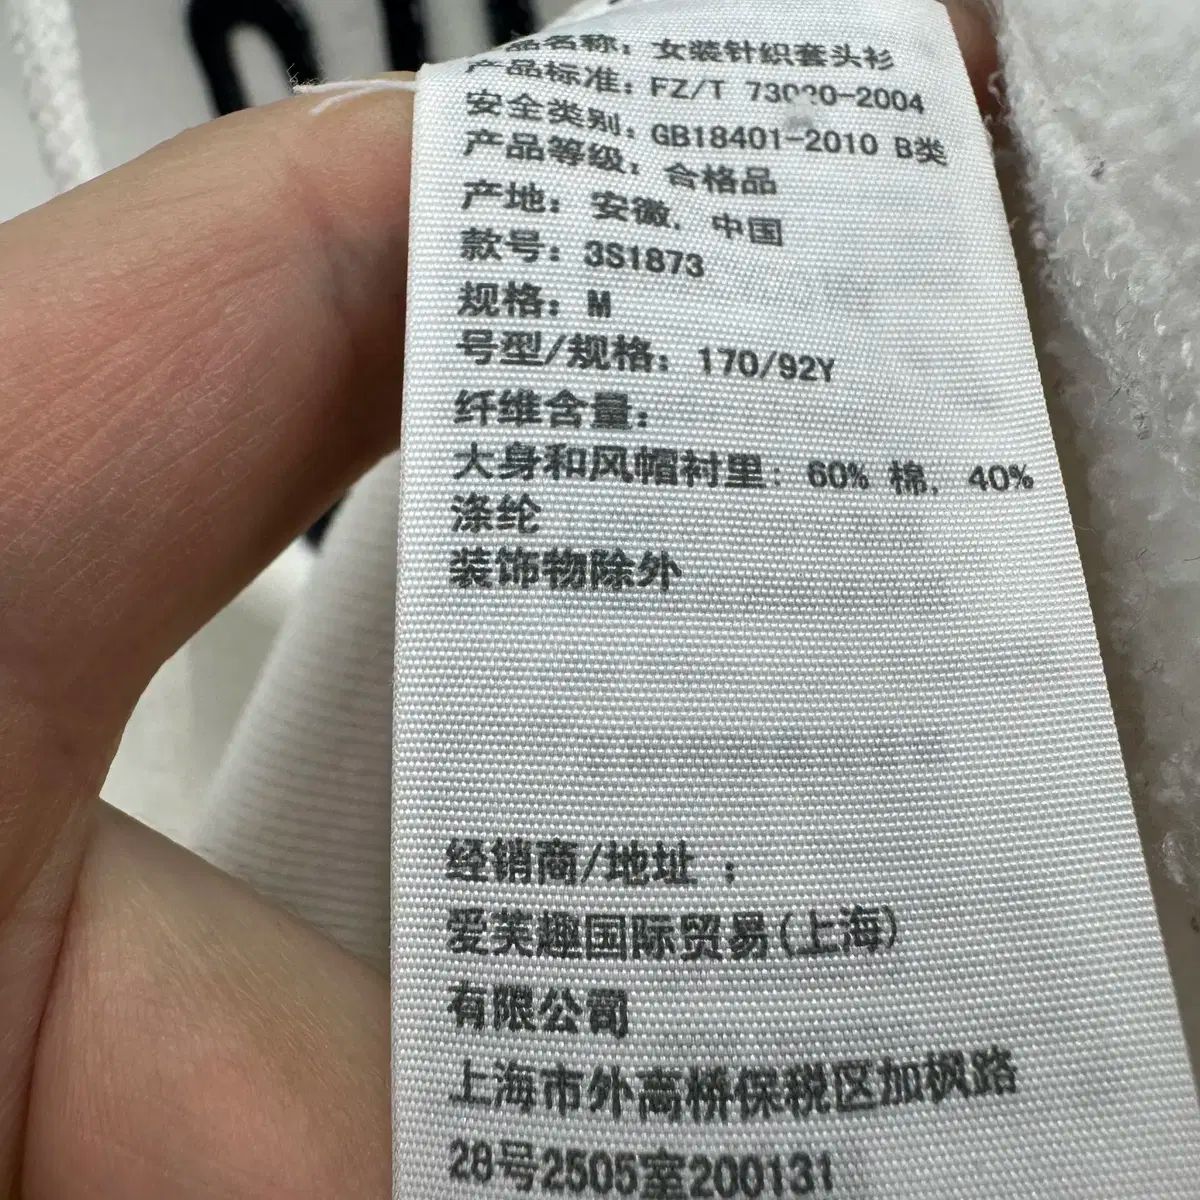 品名称：女装针织套头衫
产品标准：FZ/T 73020-2004
安全类别：GB18401-2010 B类
产品等级：合格品
产地：安徽，中国
款号：3S1873
规格：M
号型/规格：170/92Y
纤维含量：
大身和风帽衬里：60% 棉，40%
涤纶
装饰物除外
经销商/地址：
爱芙趣国际贸易(上海)
有限公司
上海市外高桥保税区加枫路
28号2505室200131